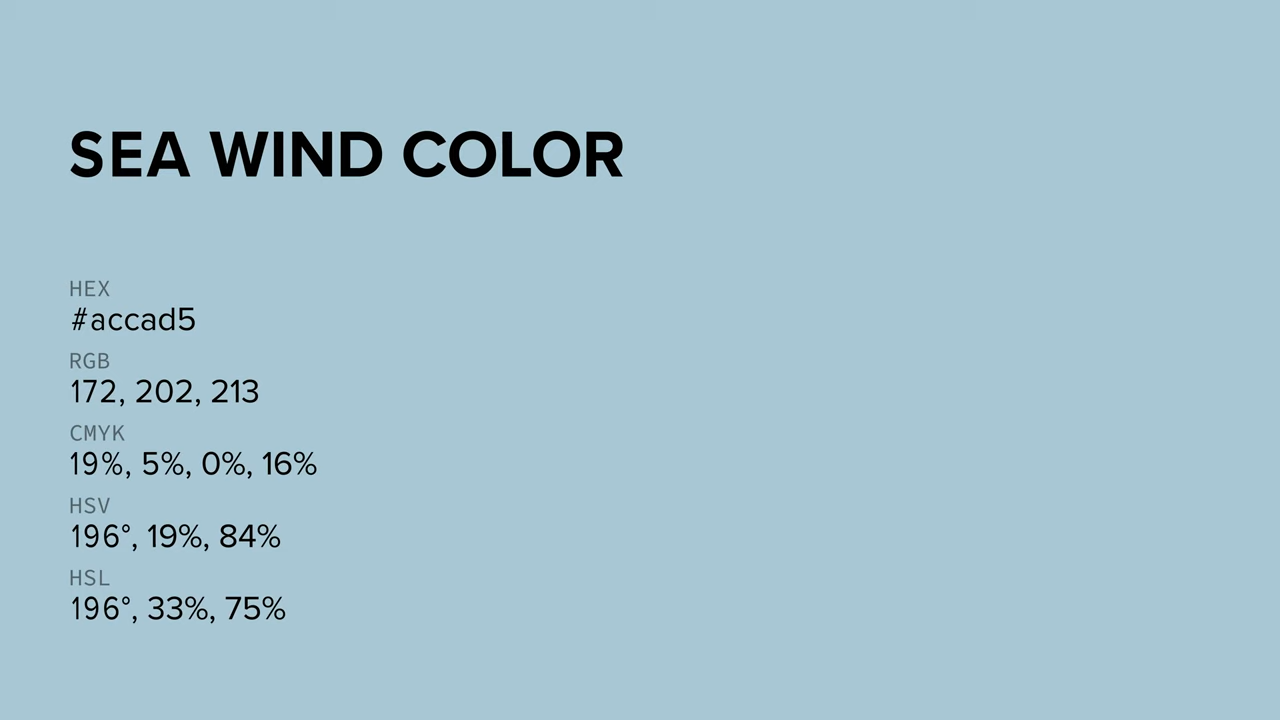 SEA WIND COLOR
HEX
#accad5
RGB
172, 202, 213
CMYK
19%, 5%, 0%, 16%
HSV
196°, 19%, 84%
HSL
196°, 33%, 75%